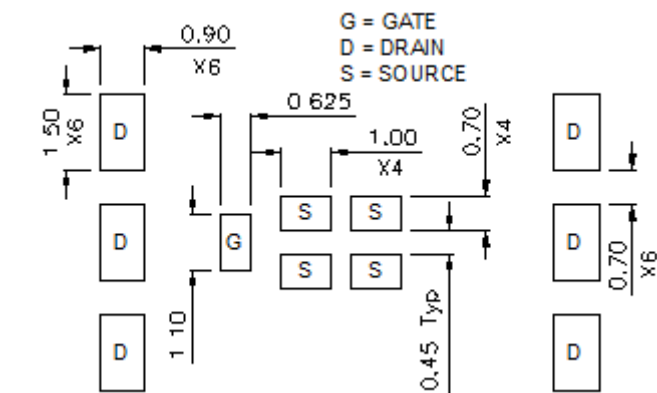 G = GATE
D = DRAIN
S = SOURCE
0.90
X6
0 625
1.00
X4
1 50
X6
0.70
X4
D
D
S
S
D
G
D
S
S
0.70
X6
1 10
0.45 Typ
D
D